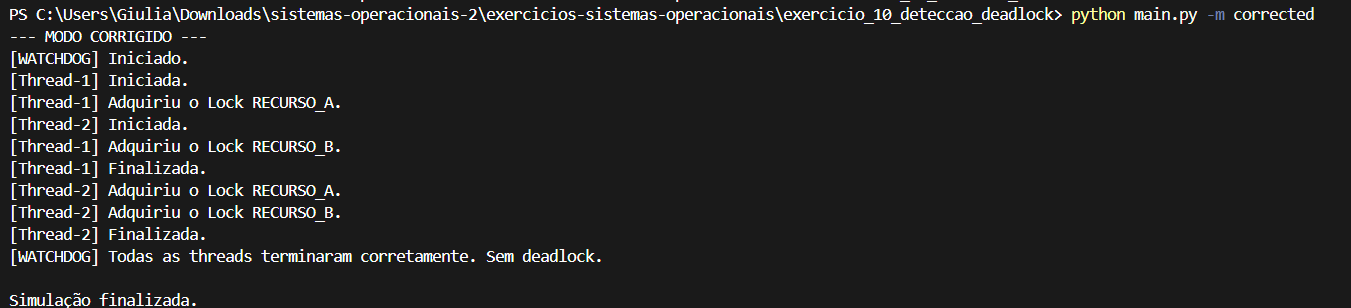 PS C:\Users\Giulia\Downloads\sistemas-operacionais-2\exercicios-sistemas-operacionais\exercicio_10_deteccao_deadlock> python main.py -m corrected
--- MODO CORRIGIDO ---
[WATCHDOG] Iniciado.
[Thread-1] Iniciada.
[Thread-1] Adquiriu o Lock RECURSO_A.
[Thread-2] Iniciada.
[Thread-1] Adquiriu o Lock RECURSO_B.
[Thread-1] Finalizada.
[Thread-2] Adquiriu o Lock RECURSO_A.
[Thread-2] Adquiriu o Lock RECURSO_B.
[Thread-2] Finalizada.
[WATCHDOG] Todas as threads terminaram corretamente. Sem deadlock.
Simulação finalizada.